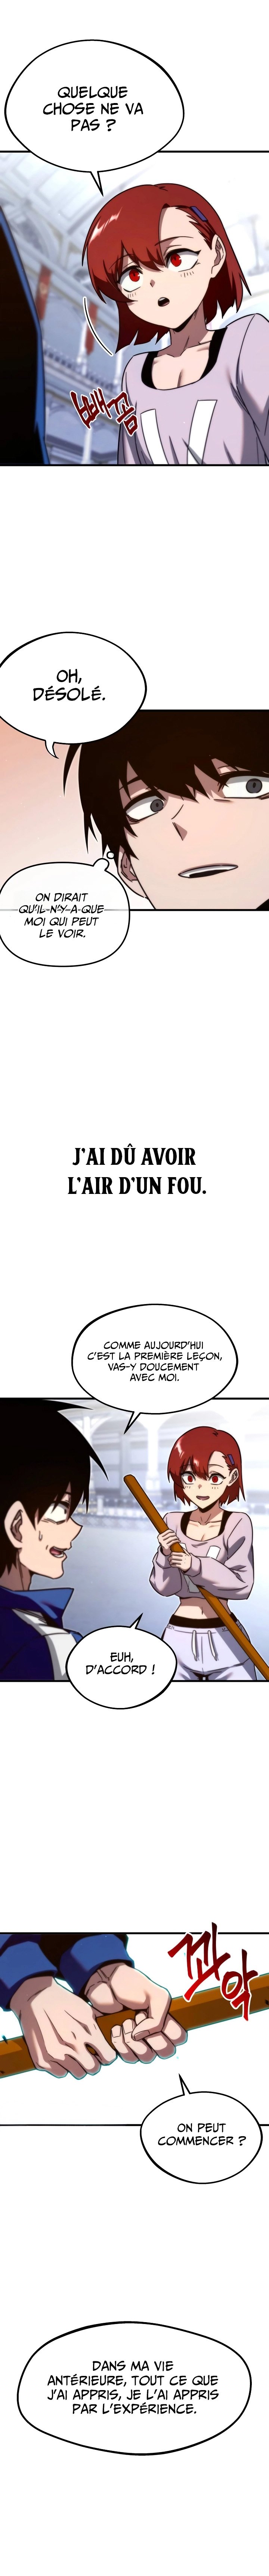 QUELQUE
CHOSE NE VA
PAS ?
빼꼼
OH,
DÉSOLÉ.
ON DIRAIT
QU'IL-N'Y-A-QUE
MOI QUI PEUT
LE VOIR.
J'AI DÛ AVOIR
L'AIR D'UN FOU.
COMME AUJOURD'HUI
C'EST LA PREMIÈRE LEÇON,
VAS-Y DOUCEMENT
AVEC MOI.
EUH,
D'ACCORD !
꽈악
ON PEUT
COMMENCER ?
DANS MA VIE
ANTÉRIEURE, TOUT CE QUE
J'AI APPRIS, JE L'AI APPRIS
PAR L'EXPÉRIENCE.